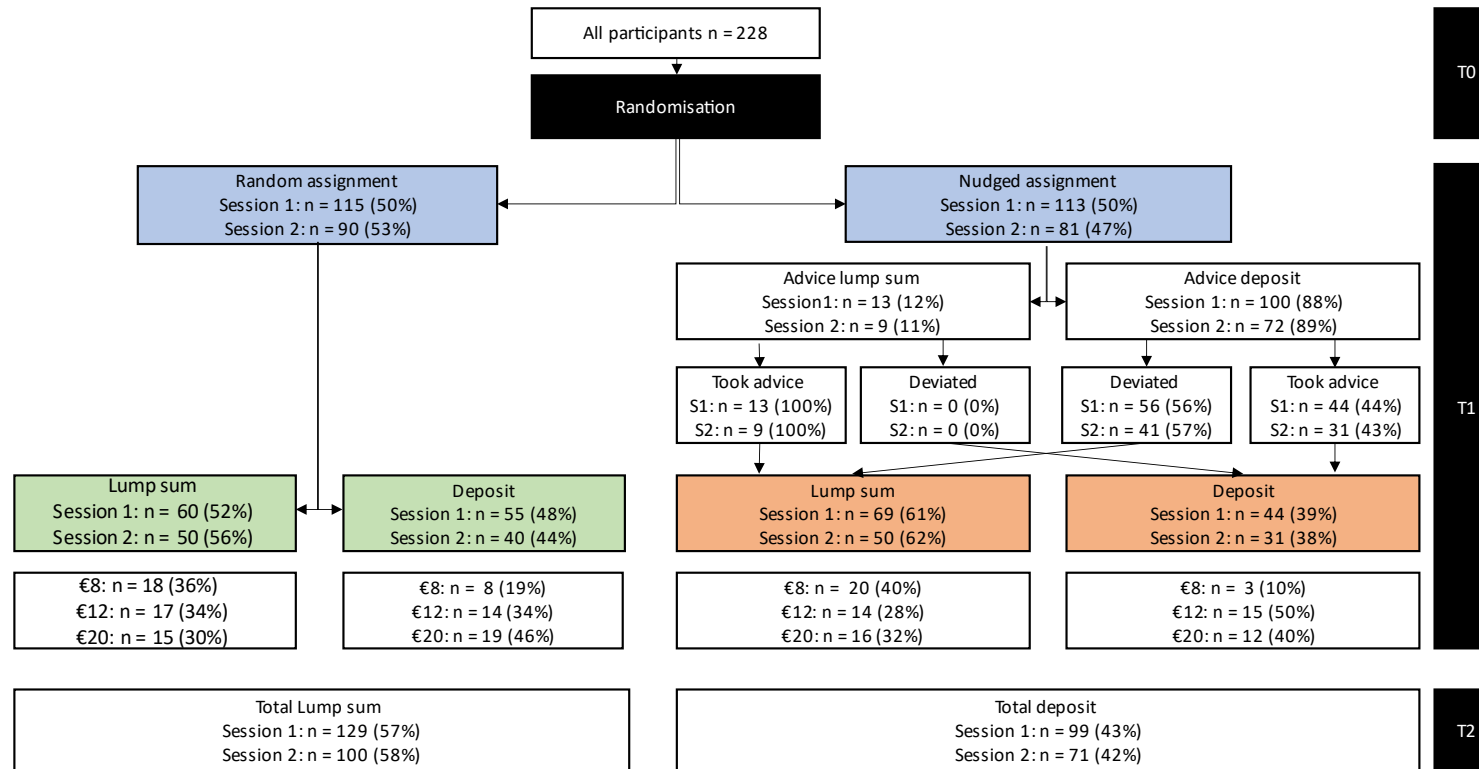 All participants n = 228
T0
Randomisation
Random assignment
Session 1: n = 115 (50%)
Session 2: n = 90 (53%)
Nudged assignment
Session 1: n = 113 (50%)
Session 2: n = 81 (47%)
T1
Advice lump sum
Session1: n = 13 (12%)
Session 2: n = 9 (11%)
Advice deposit
Session 1: n = 100 (88%)
Session 2: n = 72 (89%)
Took advice
S1: n = 13 (100%)
S2: n = 9 (100%)
Deviated
S1: n = 0 (0%)
S2: n = 0 (0%)
Deviated
S1: n = 56 (56%)
S2: n = 41 (57%)
Took advice
S1: n = 44 (44%)
S2: n = 31 (43%)
Lump sum
Session 1: n = 60 (52%)
Session 2: n = 50 (56%)
Deposit
Session 1: n = 55 (48%)
Session 2: n = 40 (44%)
Lump sum
Session 1: n = 69 (61%)
Session 2: n = 50 (62%)
Deposit
Session 1: n = 44 (39%)
Session 2: n = 31 (38%)
€8: n = 18 (36%)
€12: n = 17 (34%)
€20: n = 15 (30%)
€8: n = 8 (19%)
€12: n = 14 (34%)
€20: n = 19 (46%)
€8: n = 20 (40%)
€12: n = 14 (28%)
€20: n = 16 (32%)
€8: n = 3 (10%)
€12: n = 15 (50%)
€20: n = 12 (40%)
Total Lump sum
Session 1: n = 129 (57%)
Session 2: n = 100 (58%)
Total deposit
Session 1: n = 99 (43%)
Session 2: n = 71 (42%)
T2